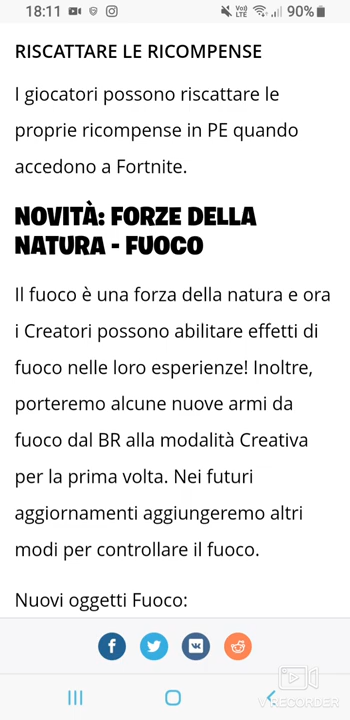 18:11
Vo)
LTE
90%
RISCATTARE LE RICOMPENSE
I giocatori possono riscattare le
proprie ricompense in PE quando
accedono a Fortnite.
NOVITÀ: FORZE DELLA
NATURA - FUOCO
Il fuoco è una forza della natura e ora
i Creatori possono abilitare effetti di
fuoco nelle loro esperienze! Inoltre,
porteremo alcune nuove armi da
fuoco dal BR alla modalità Creativa
per la prima volta. Nei futuri
aggiornamenti aggiungeremo altri
modi per controllare il fuoco.
Nuovi oggetti Fuoco:
V RECORDER